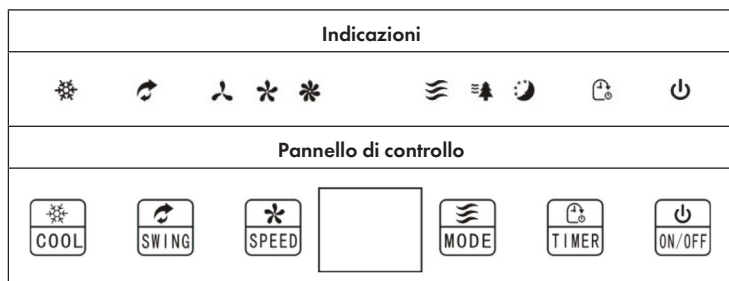 Indicazioni
Pannello di controllo
COOL SWING SPEED MODE TIMER ON/OFF